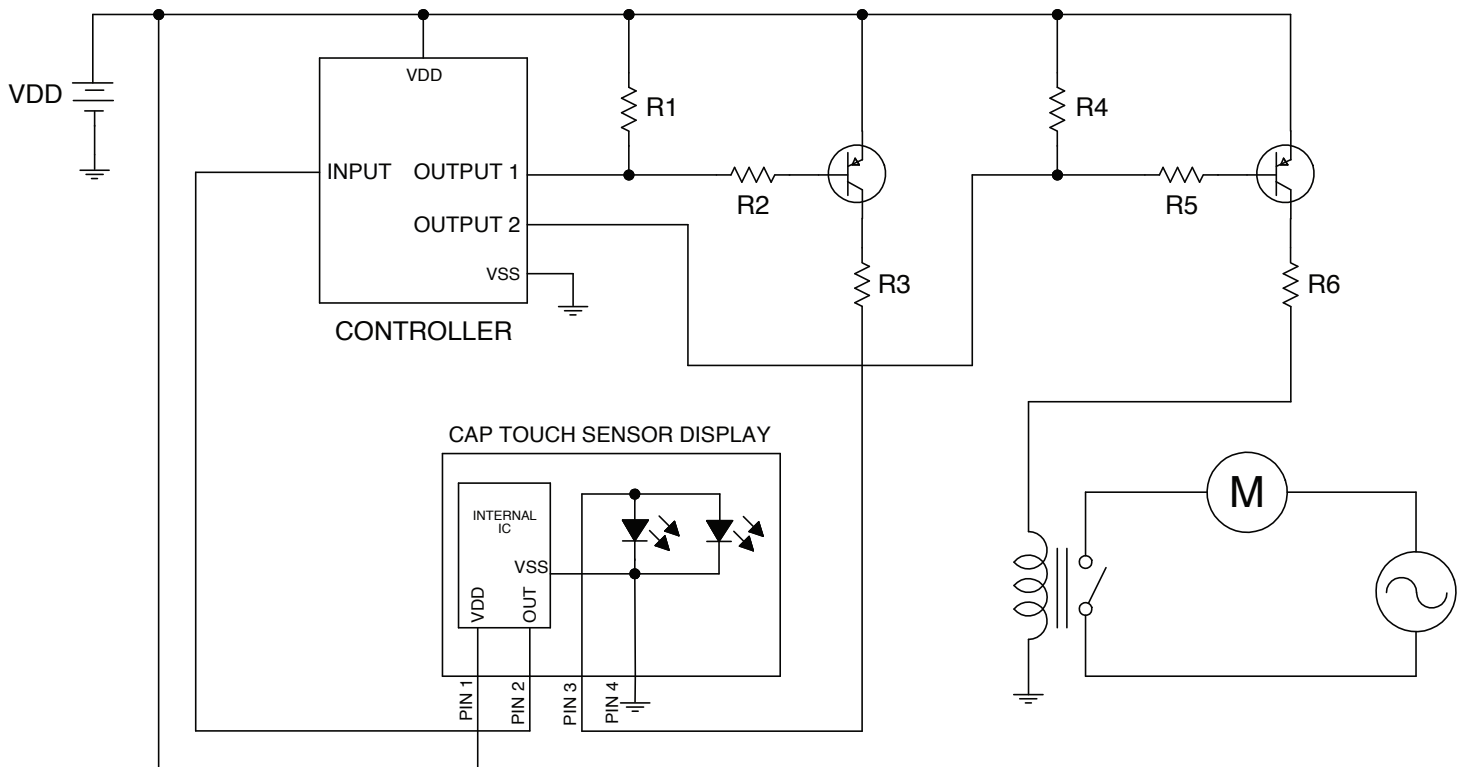 VDD
VDD
R1
R4
INPUT
OUTPUT 1
R2
R5
OUTPUT 2
VSS
R3
R6
CONTROLLER
CAP TOUCH SENSOR DISPLAY
INTERNAL
IC
VSS
VDD
OUT
M
PIN 1
PIN 2
PIN 3
PIN 4